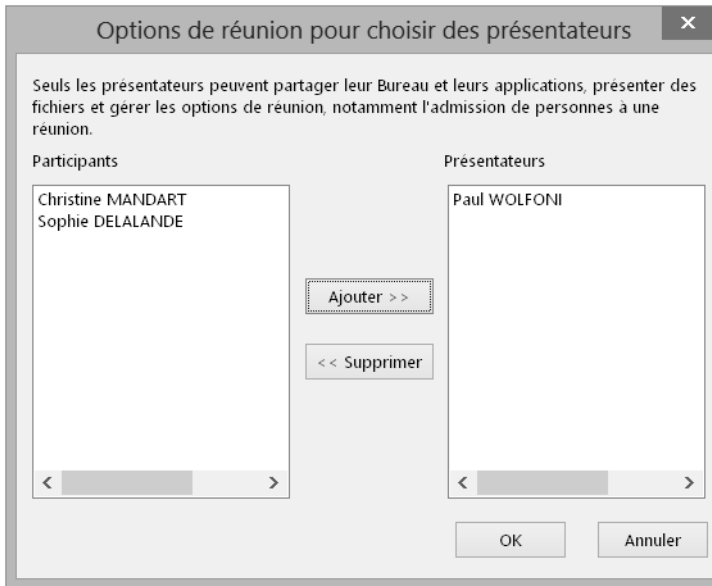 Options de réunion pour choisir des présentateurs
Seuls les présentateurs peuvent partager leur Bureau et leurs applications, présenter des
fichiers et gérer les options de réunion, notamment l'admission de personnes à une
réunion.
Participants
Présentateurs
Christine MANDART
Sophie DELALANDE
Paul WOLFONI
Ajouter >>
<< Supprimer
OK
Annuler